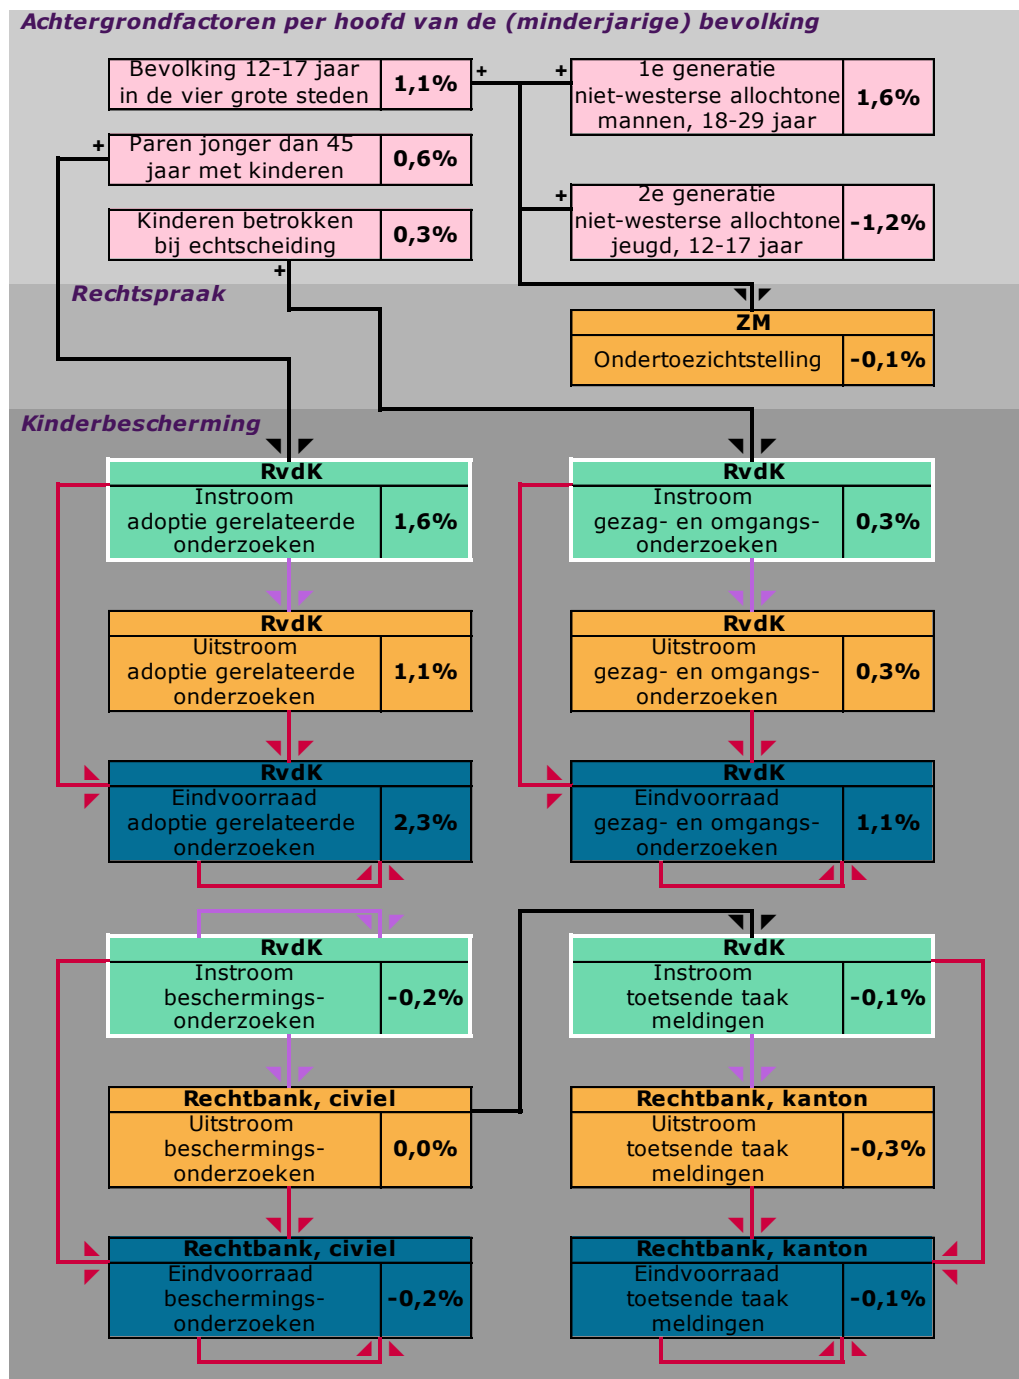 Achtergrondfactoren per hoofd van de (minderjarige) bevolking
Bevolking 12-17 jaar
in de vier grote steden
1,1%
+
+
1e generatie
niet-westerse allochtone
mannen, 18-29 jaar
1,6%
+
Paren jonger dan 45
jaar met kinderen
0,6%
+
2e generatie
niet-westerse allochtone
jeugd, 12-17 jaar
-1,2%
Kinderen betrokken
bij echtscheiding
0,3%
+
Rechtspraak
ZM
Ondertoezichtstelling
-0,1%
Kinderbescherming
RvdK
Instroom
adoptie gerelateerde
onderzoeken
1,6%
RvdK
Instroom
gezag- en omgangs-
onderzoeken
0,3%
RvdK
Uitstroom
adoptie gerelateerde
onderzoeken
1,1%
RvdK
Uitstroom
gezag- en omgangs-
onderzoeken
0,3%
RvdK
Eindvoorraad
adoptie gerelateerde
onderzoeken
2,3%
RvdK
Eindvoorraad
gezag- en omgangs-
onderzoeken
1,1%
RvdK
Instroom
beschermings-
onderzoeken
-0,2%
RvdK
Instroom
toetsende taak
meldingen
-0,1%
Rechtbank, civiel
Uitstroom
beschermings-
onderzoeken
0,0%
Rechtbank, kanton
Uitstroom
toetsende taak
meldingen
-0,3%
Rechtbank, civiel
Eindvoorraad
beschermings-
onderzoeken
-0,2%
Rechtbank, kanton
Eindvoorraad
toetsende taak
meldingen
-0,1%